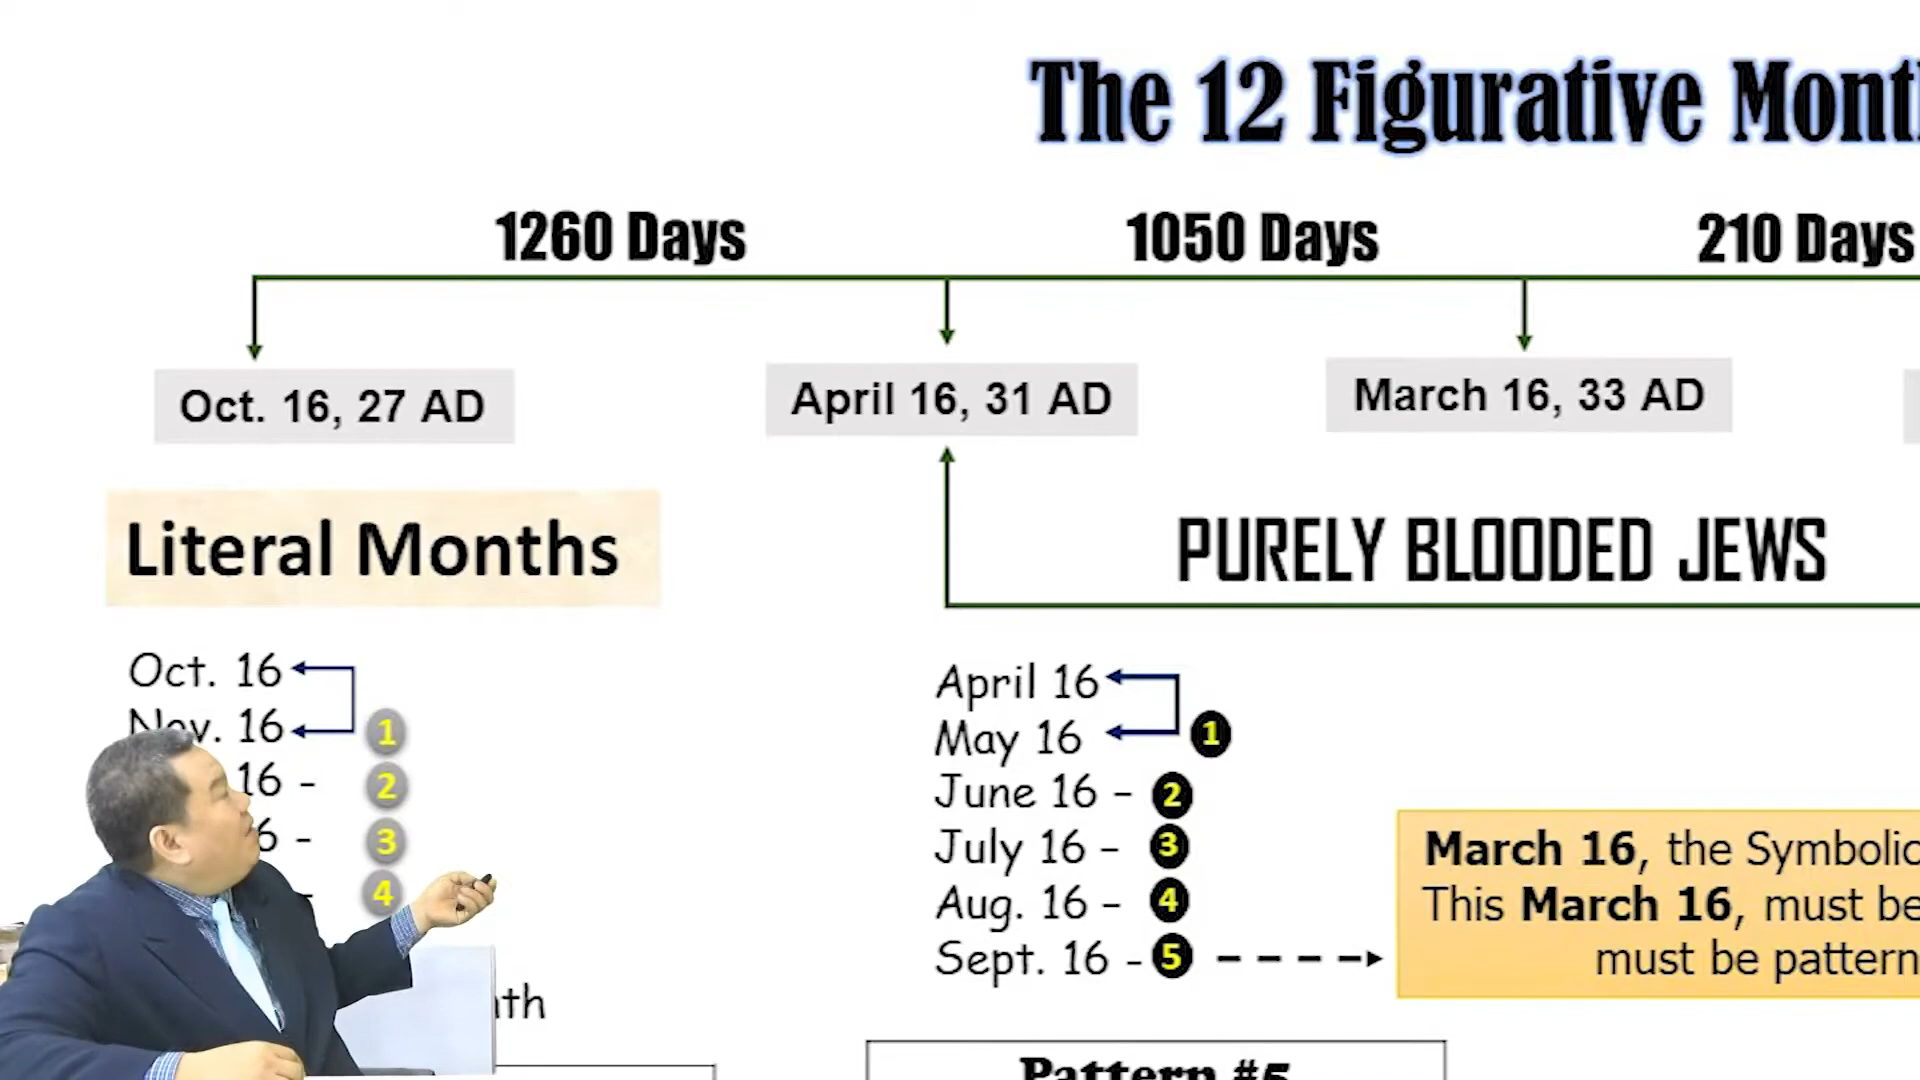 The 12 Figurative
1260 Days
1050 Days
210 Days
Oct. 16, 27 AD
April 16, 31 AD
March 16, 33 AD
Literal Months
PURELY BLOODED JEWS
Oct. 16
Nov. 16
1
16 -
2
6 -
3
-
4
April 16
May 16
1
June 16 - 2
July 16 - 3
Aug. 16 - 4
Sept. 16 - 5
March 16, the
This March 16, must be
must be
Pattern #5